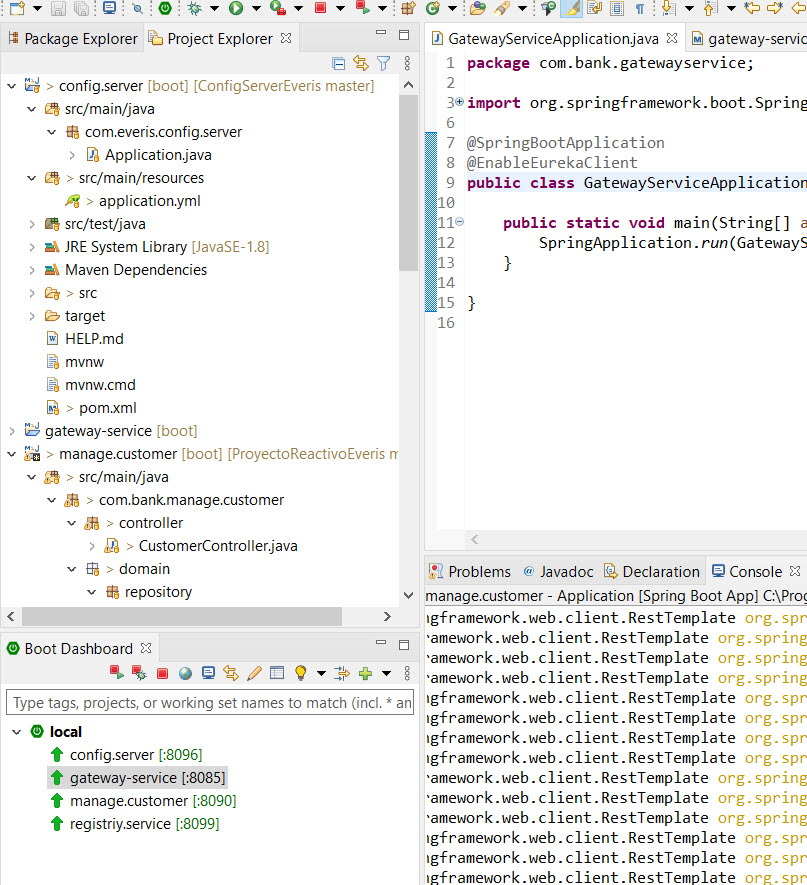 Package Explorer
Project Explorer
> config.server [boot] [ConfigServerEveris master]
> src/main/java
com.everis.config.server
Application.java
> src/main/resources
> application.yml
src/test/java
JRE System Library [JavaSE-1.8]
Maven Dependencies
> src
target
HELP.md
mvnw
mvnw.cmd
> pom.xml
gateway-service [boot]
> manage.customer [boot] [ProyectoReactivoEveris m
> src/main/java
> com.bank.manage.customer
> controller
> CustomerController.java
> domain
repository
Boot Dashboard
Type tags, projects, or working set names to match (incl. * an
local
config.server [:8096]
gateway-service [:8085]
manage.customer [:8090]
registriy.service [:8099]
GatewayServiceApplication.java
gateway-servic
1 package com.bank.gatewayservice;
2
3 import org.springframework.boot.Spring
6
7 @SpringBootApplication
8 @EnableEurekaClient
9 public class GatewayServiceApplication
10
11 public static void main(String[] a
12 SpringApplication.run(GatewayS
13 }
14
15 }
16
Problems
@ Javadoc
Declaration
Console
manage.customer - Application [Spring Boot App] C:\Prog
ngframework.web.client.RestTemplate org.spr
ramework.web.client.RestTemplate org.spring
ramework.web.client.RestTemplate org.spring
ramework.web.client.RestTemplate org.spring
ngframework.web.client.RestTemplate org.spr
ngframework.web.client.RestTemplate org.spr
ngframework.web.client.RestTemplate org.spr
ngframework.web.client.RestTemplate org.spr
ramework.web.client.RestTemplate org.spring
ramework.web.client.RestTemplate org.spring
ramework.web.client.RestTemplate org.spring
ngframework.web.client.RestTemplate org.spr
ngframework.web.client.RestTemplate org.spr
ngframework.web.client.RestTemplate org.spr